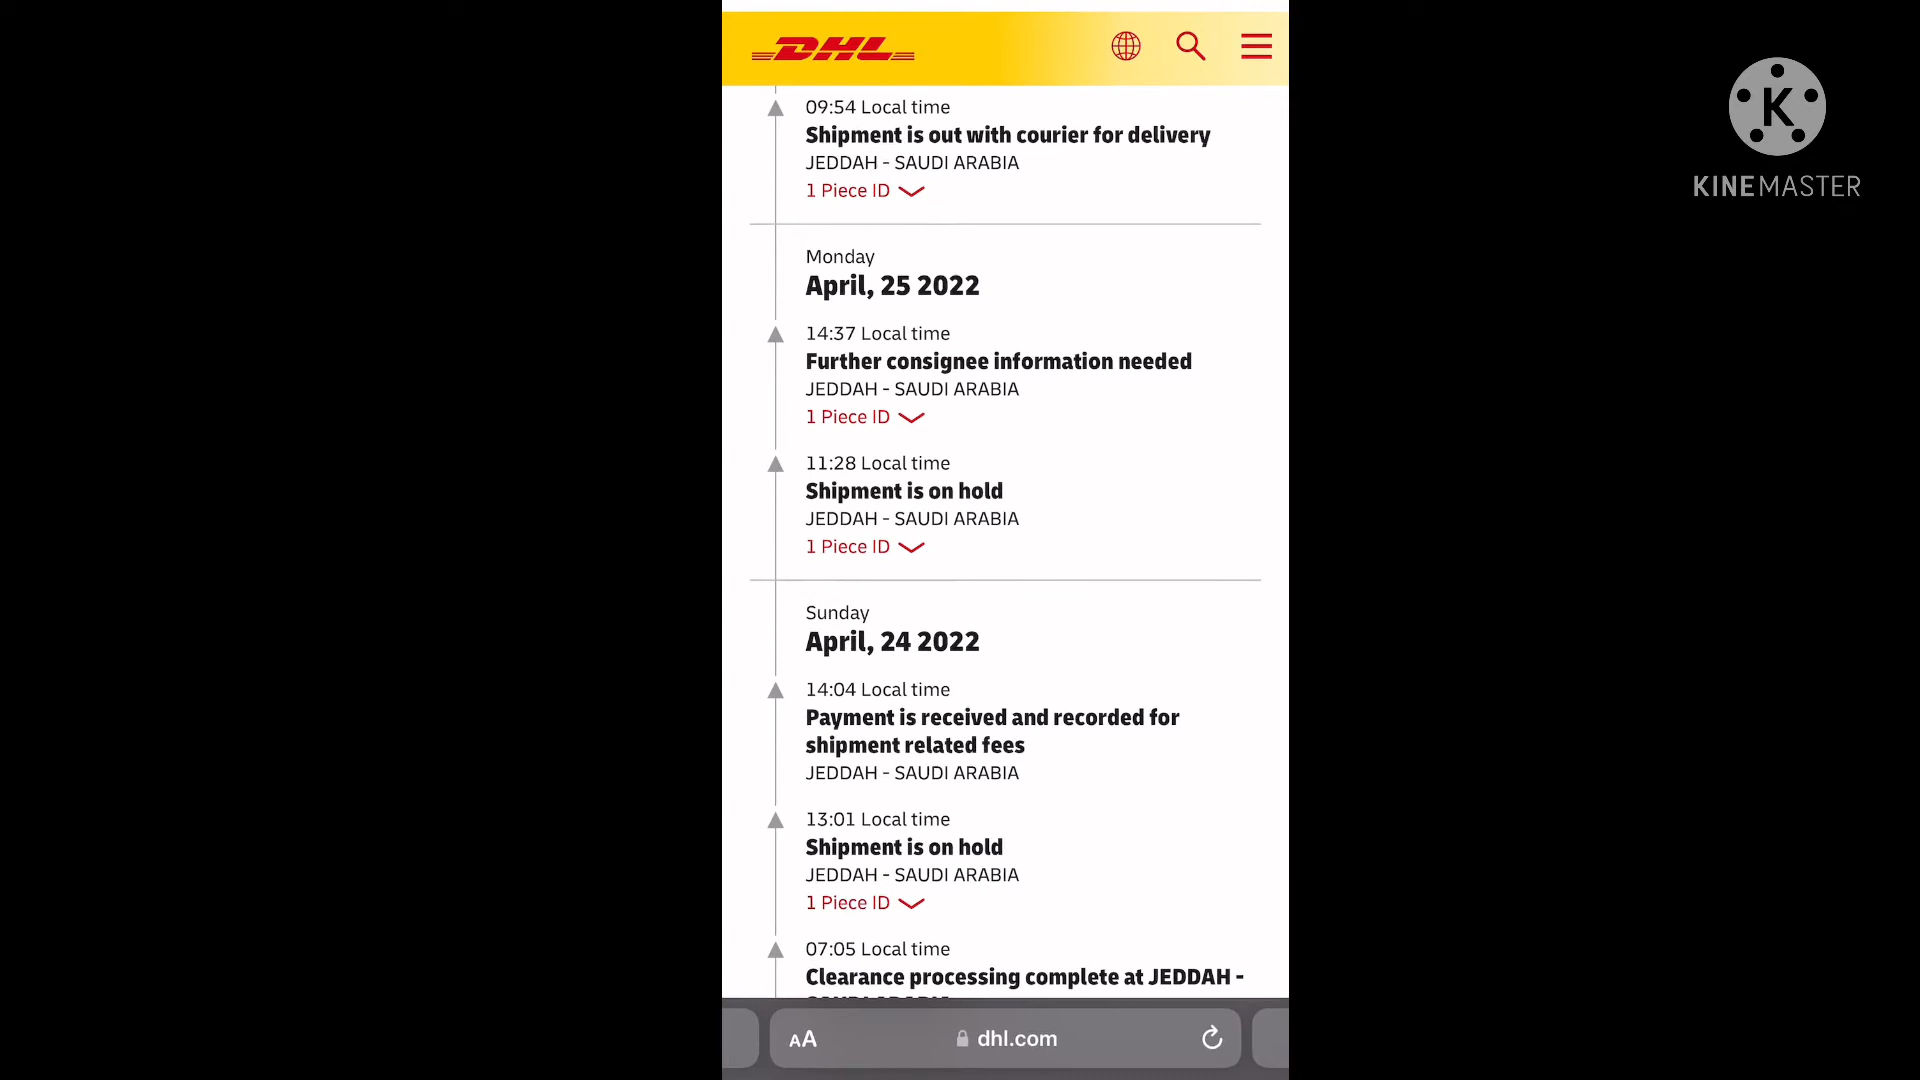 DHL
09:54 Local time
Shipment is out with courier for delivery
JEDDAH - SAUDI ARABIA
1 Piece ID
Monday
April, 25 2022
14:37 Local time
Further consignee information needed
JEDDAH - SAUDI ARABIA
1 Piece ID
11:28 Local time
Shipment is on hold
JEDDAH - SAUDI ARABIA
1 Piece ID
Sunday
April, 24 2022
14:04 Local time
Payment is received and recorded for
shipment related fees
JEDDAH - SAUDI ARABIA
13:01 Local time
Shipment is on hold
JEDDAH - SAUDI ARABIA
1 Piece ID
07:05 Local time
Clearance processing complete at JEDDAH -
AA dhl.com
K
KINEMASTER